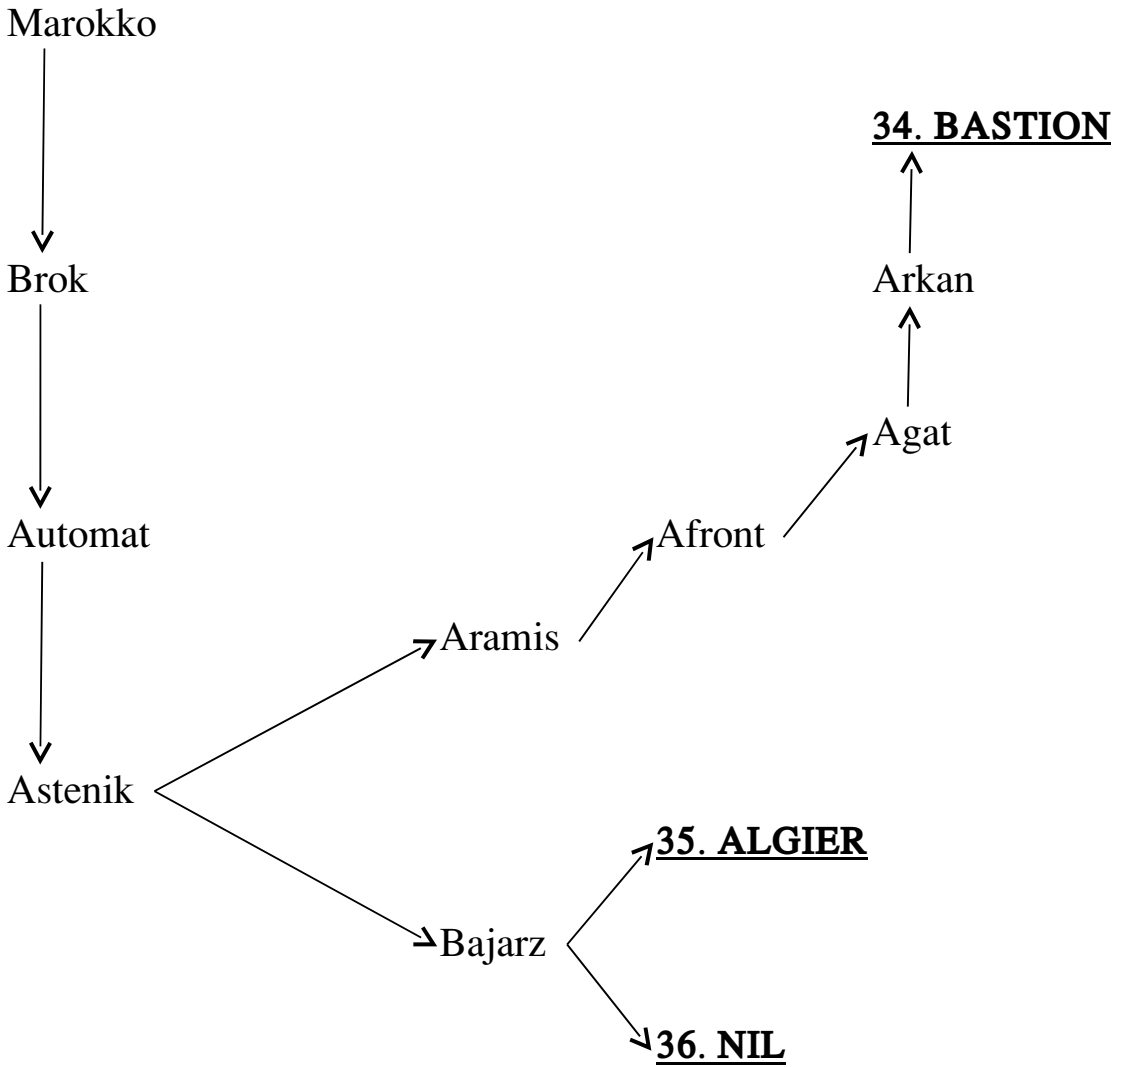 Marokko
34. BASTION
Brok
Arkan
Agat
Automat
Afront
Aramis
Astenik
35. ALGIER
Bajarz
36. NIL